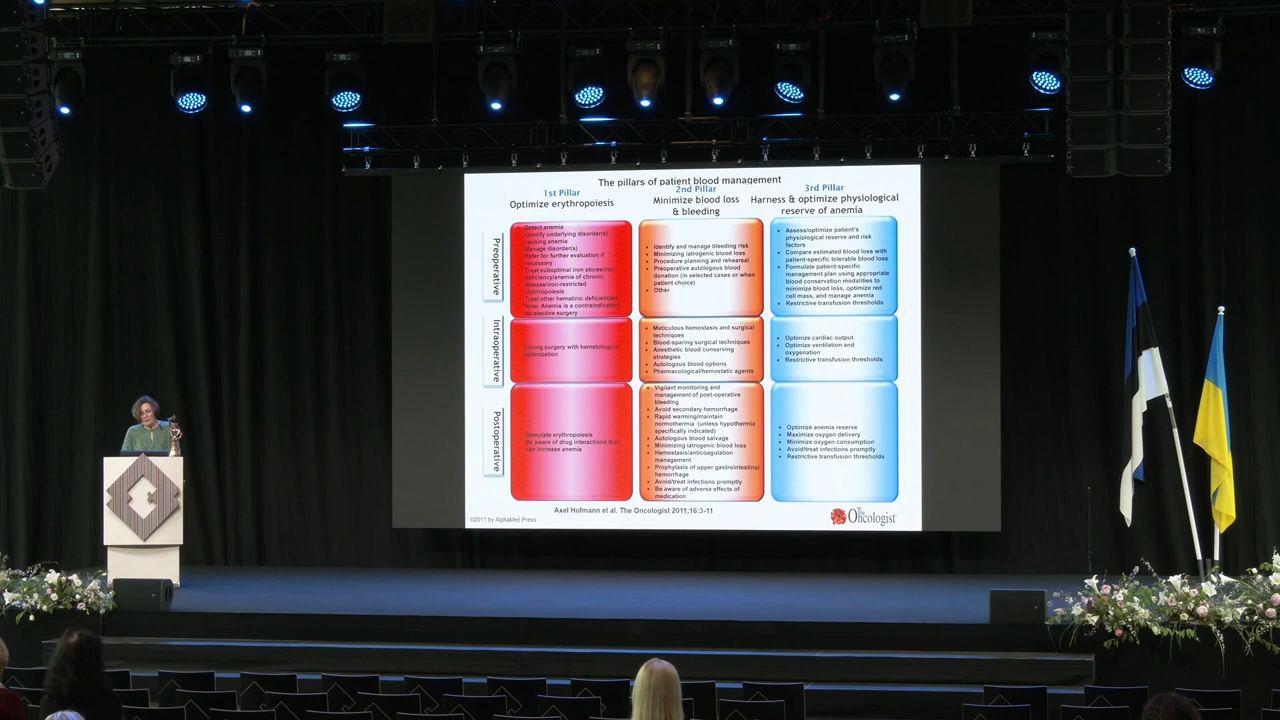 The pillars of patient blood management
1st Pillar
Optimize erythropoiesis
2nd Pillar
Minimize blood loss
& bleeding
3rd Pillar
Harness & optimize physiological
reserve of anemia
Preoperative
Detect anemia
Identify underlying disorder(s)
causing anemia
Manage disorder(s)
Refer for further evaluation if
necessary
Treat suboptimal iron stores/iron
deficiency/anemia of chronic
disease/iron-restricted
erythropoiesis
Treat other hematinic deficiencies
Note: Anemia is a contraindication
for elective surgery
• Identify and manage bleeding risk
• Minimizing iatrogenic blood loss
• Procedure planning and rehearsal
• Preoperative autologous blood
donation (in selected cases or when
patient choice)
• Other
• Assess/optimize patient's
physiological reserve and risk
factors
• Compare estimated blood loss with
patient-specific tolerable blood loss
• Formulate patient-specific
management plan using appropriate
blood conservation modalities to
minimize blood loss, optimize red
cell mass, and manage anemia
• Restrictive transfusion thresholds
Intraoperative
Timing surgery with hematological
optimization
• Meticulous hemostasis and surgical
techniques
• Blood-sparing surgical techniques
• Anesthetic blood conserving
strategies
• Autologous blood options
• Pharmacological/hemostatic agents
• Optimize cardiac output
• Optimize ventilation and
oxygenation
• Restrictive transfusion thresholds
Postoperative
Stimulate erythropoiesis
Be aware of drug interactions that
can increase anemia
• Vigilant monitoring and
management of post-operative
bleeding
• Avoid secondary hemorrhage
• Rapid warming/maintain
normothermia (unless hypothermia
specifically indicated)
• Autologous blood salvage
• Minimizing iatrogenic blood loss
• Hemostasis/anticoagulation
management
• Prophylaxis of upper gastrointestinal
hemorrhage
• Avoid/treat infections promptly
• Be aware of adverse effects of
medication
• Optimize anemia reserve
• Maximize oxygen delivery
• Minimize oxygen consumption
• Avoid/treat infections promptly
• Restrictive transfusion thresholds
Axel Hofmann et al. The Oncologist 2011;16:3-11
©2011 by AlphaMed Press
The Oncologist